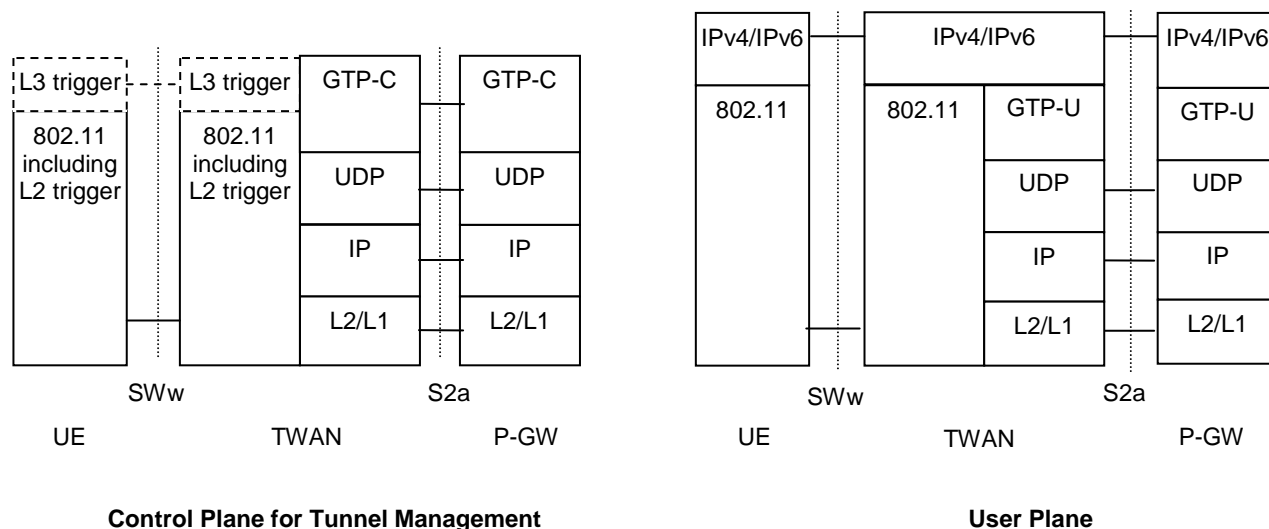 L3 trigger
802.11
including
L2 trigger
L3 trigger
802.11
including
L2 trigger
GTP-C
UDP
IP
L2/L1
GTP-C
UDP
IP
L2/L1
SWw
S2a
UE
TWAN
P-GW
Control Plane for Tunnel Management
IPv4/IPv6
802.11
IPv4/IPv6
802.11
GTP-U
UDP
IP
L2/L1
IPv4/IPv6
GTP-U
UDP
IP
L2/L1
SWw
S2a
UE
TWAN
P-GW
User Plane